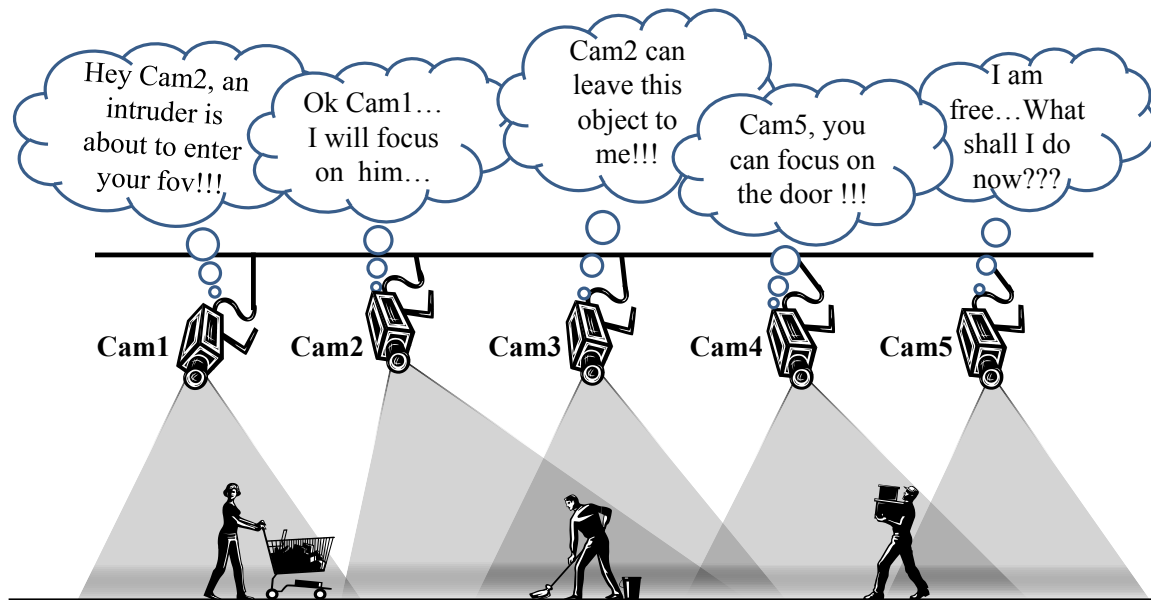 Hey Cam2, an
intruder is
about to enter
your fov!!!
Ok Cam1…
I will focus
on him…
Cam2 can
leave this
object to
me!!!
Cam5, you
can focus on
the door !!!
I am
free…What
shall I do
now???
Cam1
Cam2
Cam3
Cam4
Cam5